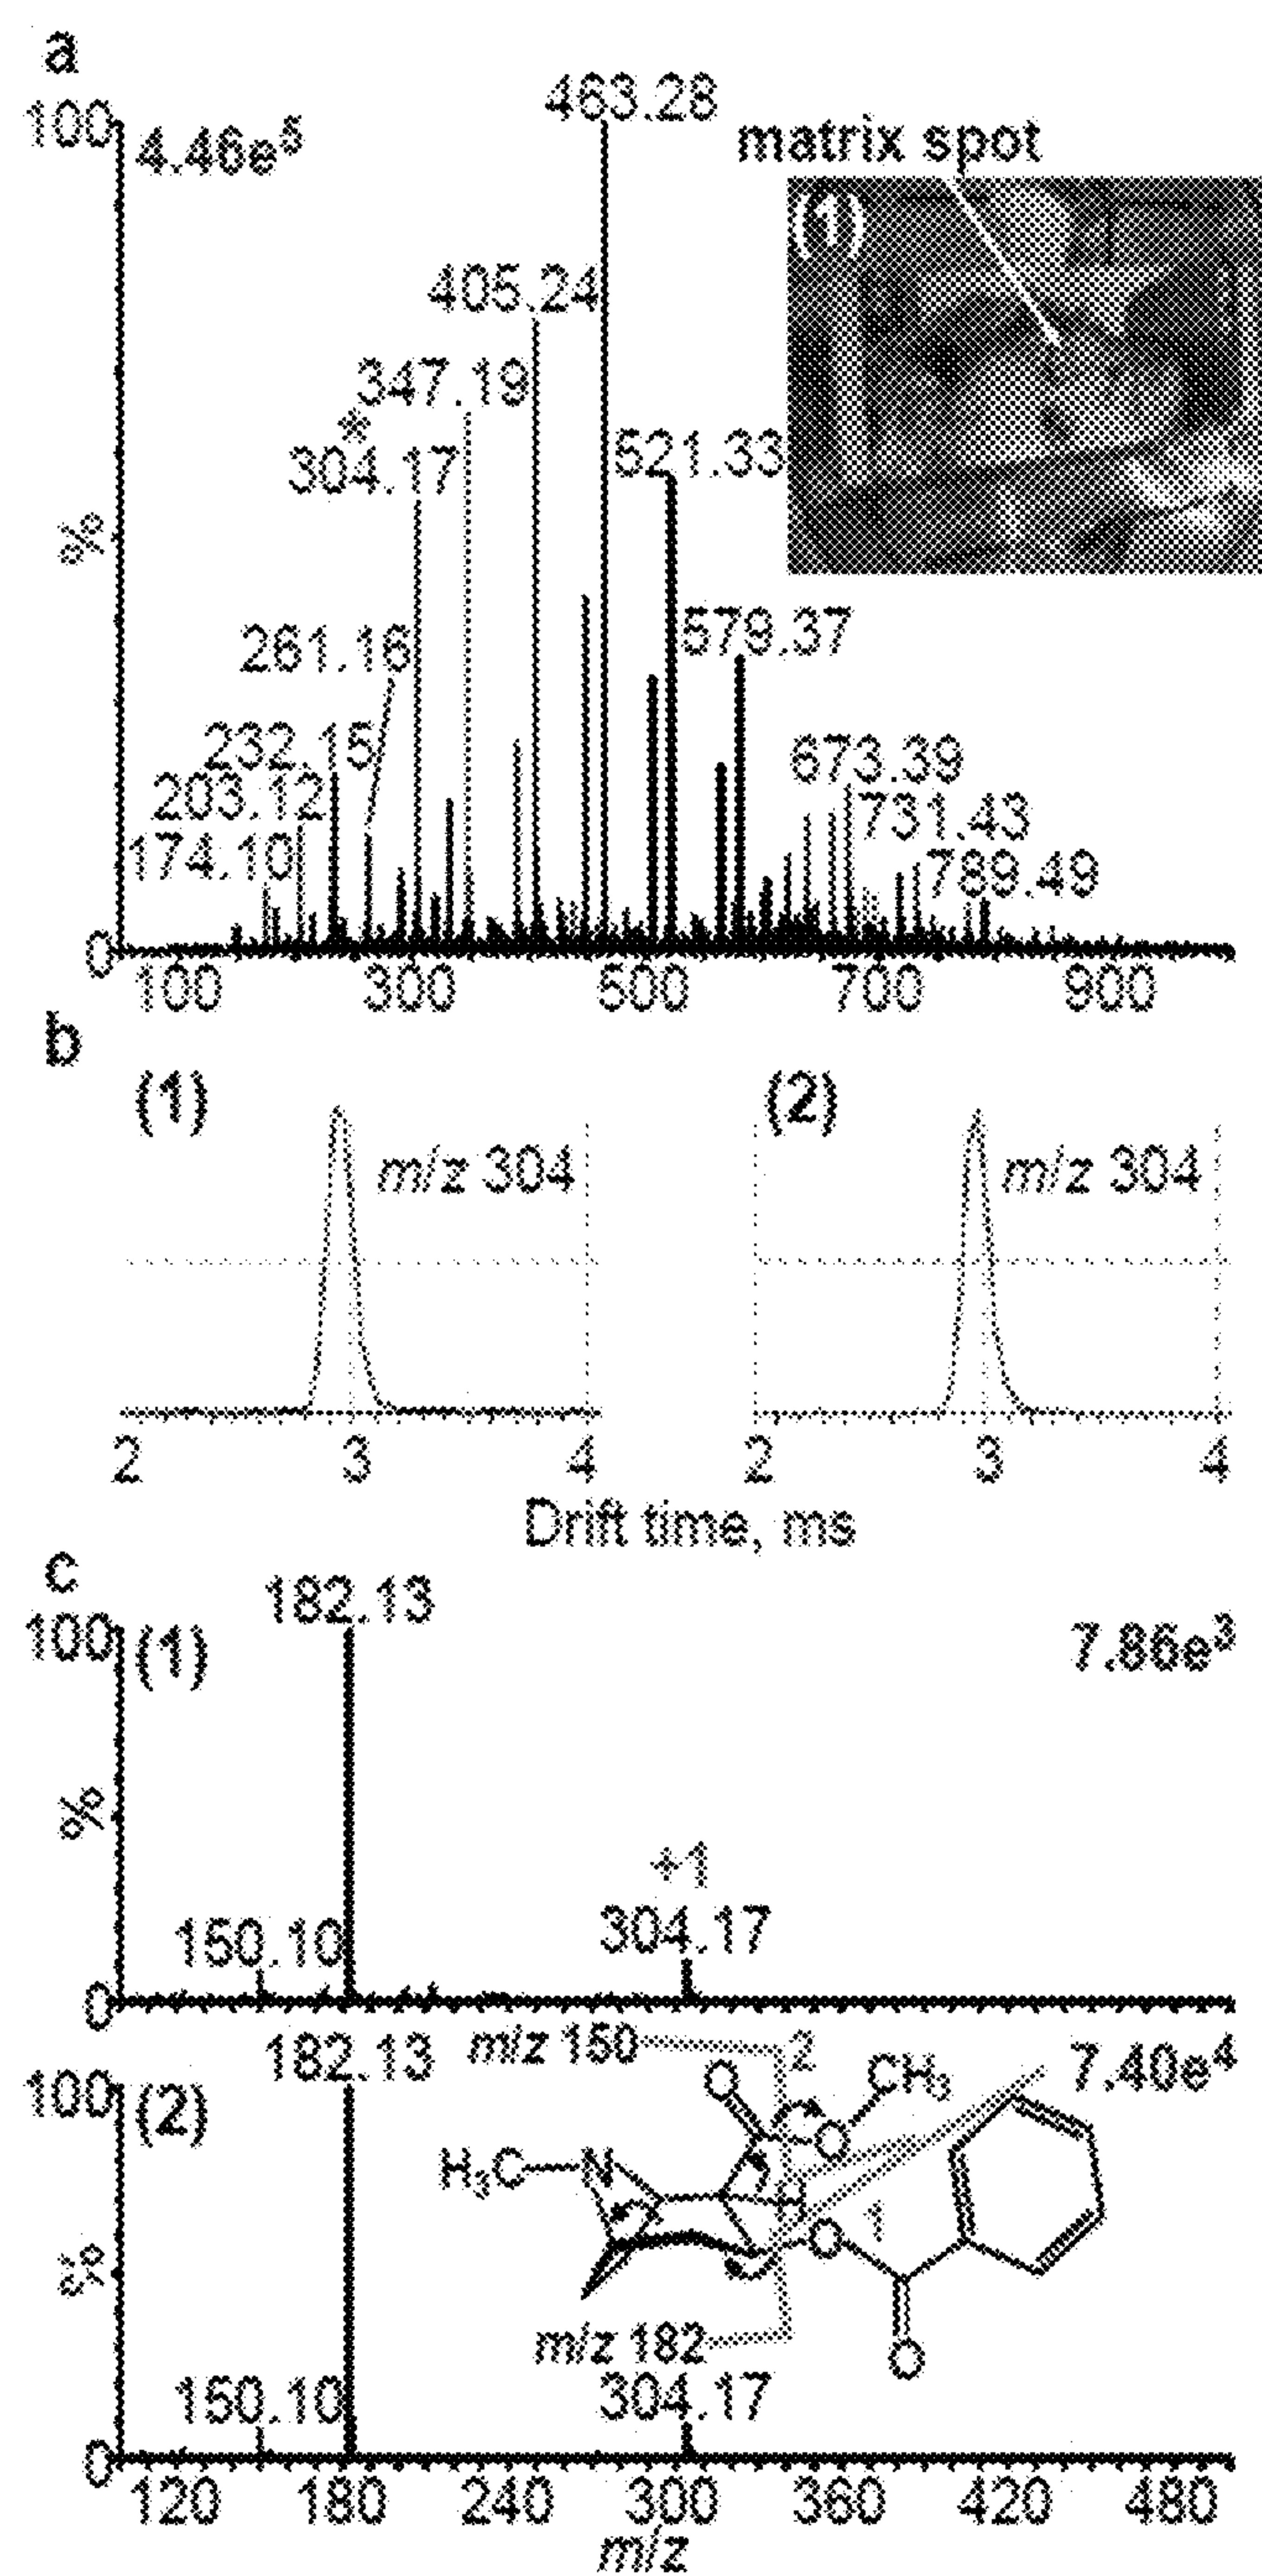 a
100
4.46e⁵
463.28
matrix spot
(1)
405.24
347.19
*
304.17
521.33
%
261.16
579.37
232.15
203.12
174.10
673.39
731.43
789.49
0
100 300 500 700 900
b
(1) (2)
m/z 304 m/z 304
2 3 4 2 3 4
Drift time, ms
c
182.13
100 (1) 7.86e³
%
+1
150.10 304.17
0
182.13 m/z 150 2 7.40e⁴
100 (2)
O CH₃
H₃C N O
O 1
%
m/z 182 O
150.10 304.17
0
120 180 240 300 360 420 480
m/z